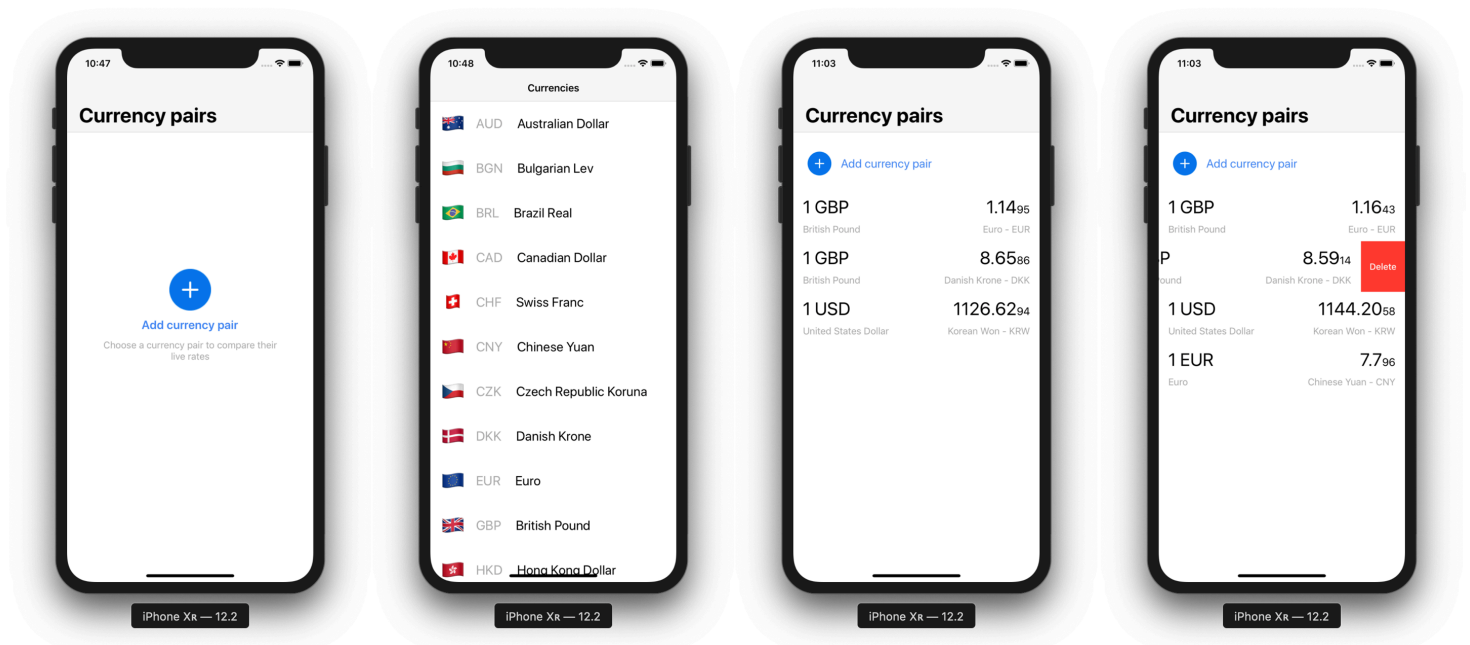 10:47
Currency pairs
Add currency pair
Choose a currency pair to compare their
live rates
iPhone Xʀ — 12.2
10:48
Currencies
AUD Australian Dollar
BGN Bulgarian Lev
BRL Brazil Real
CAD Canadian Dollar
CHF Swiss Franc
CNY Chinese Yuan
CZK Czech Republic Koruna
DKK Danish Krone
EUR Euro
GBP British Pound
HKD Hong Kong Dollar
iPhone Xʀ — 12.2
11:03
Currency pairs
Add currency pair
1 GBP 1.1495
British Pound Euro - EUR
1 GBP 8.6586
British Pound Danish Krone - DKK
1 USD 1126.6294
United States Dollar Korean Won - KRW
iPhone Xʀ — 12.2
11:03
Currency pairs
Add currency pair
1 GBP 1.1643
British Pound Euro - EUR
P 8.5914 Delete
ound Danish Krone - DKK
1 USD 1144.2058
United States Dollar Korean Won - KRW
1 EUR 7.796
Euro Chinese Yuan - CNY
iPhone Xʀ — 12.2